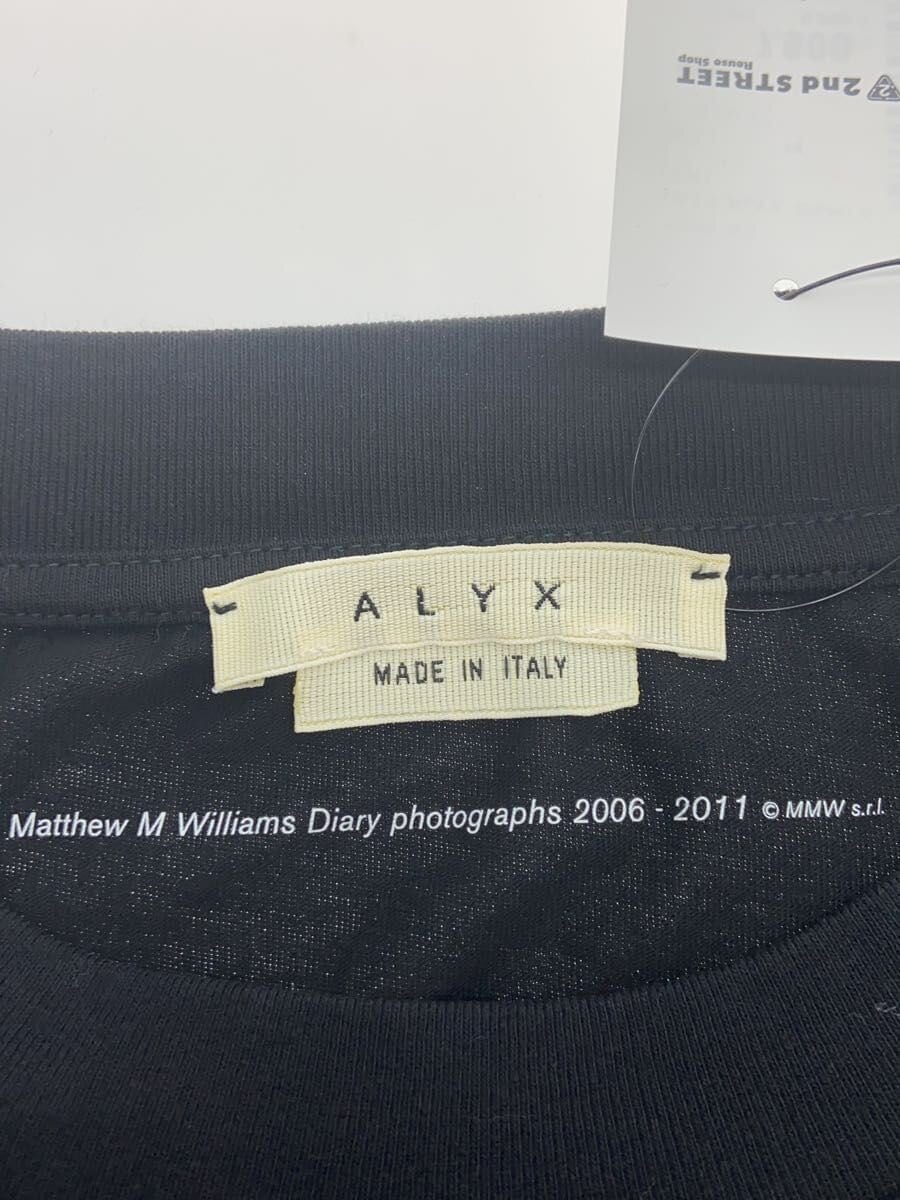 2nd STREET
Reuse Shop
ALYX
MADE IN ITALY
Matthew M Williams Diary photographs 2006 - 2011 © MMW s.r.l.